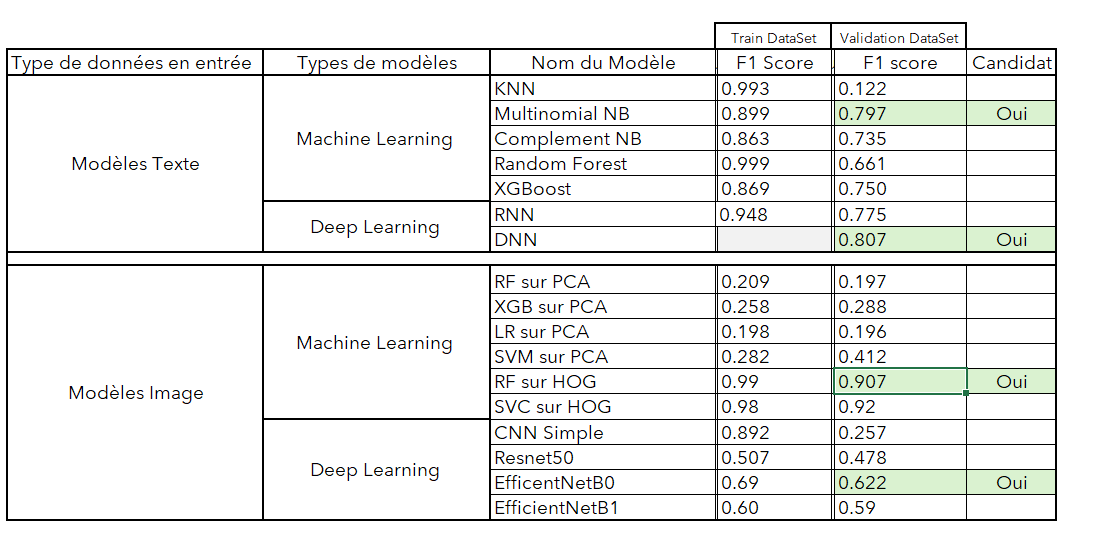 Train DataSet Validation DataSet
Type de données en entrée Types de modèles Nom du Modèle F1 Score F1 score Candidat
KNN 0.993 0.122
Multinomial NB 0.899 0.797 Oui
Machine Learning Complement NB 0.863 0.735
Modèles Texte Random Forest 0.999 0.661
XGBoost 0.869 0.750
RNN 0.948 0.775
Deep Learning
DNN 0.807 Oui
RF sur PCA 0.209 0.197
XGB sur PCA 0.258 0.288
LR sur PCA 0.198 0.196
Machine Learning
SVM sur PCA 0.282 0.412
Modèles Image RF sur HOG 0.99 0.907 Oui
SVC sur HOG 0.98 0.92
CNN Simple 0.892 0.257
Resnet50 0.507 0.478
Deep Learning
EfficentNetB0 0.69 0.622 Oui
EfficientNetB1 0.60 0.59